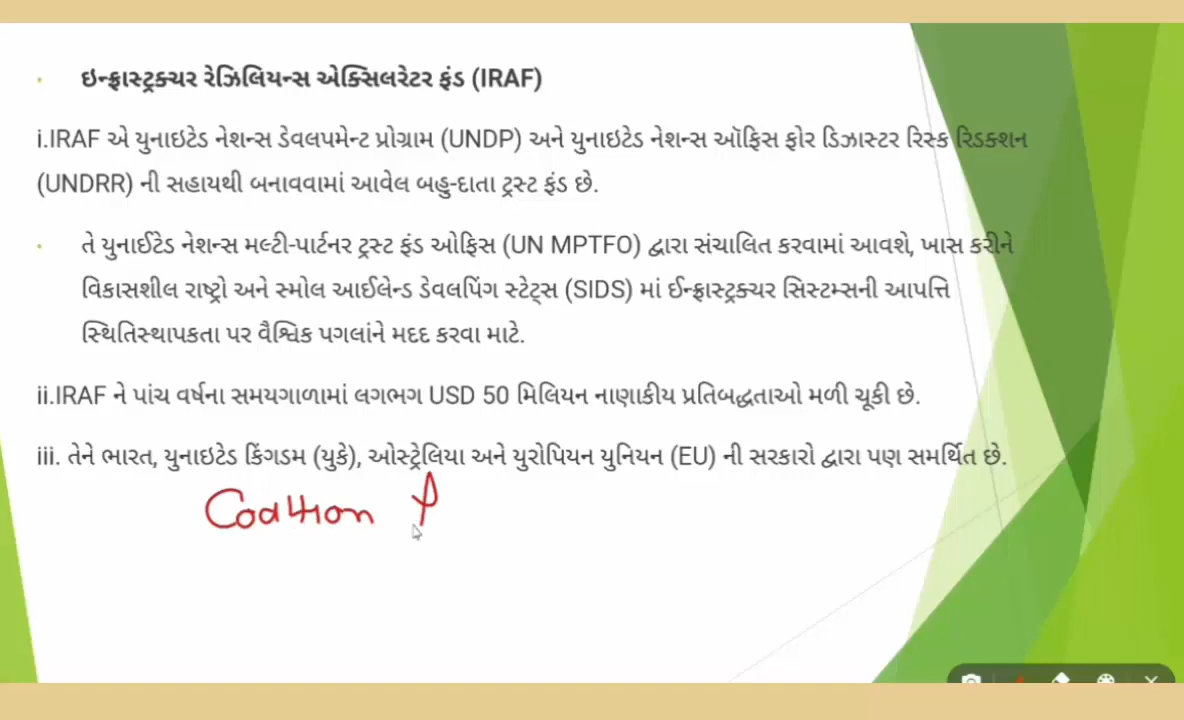 • ઇન્ફ્રાસ્ટ્રક્ચર રેઝિલિયન્સ એક્સિલરેટર ફંડ (IRAF)
i.IRAF એ યુનાઇટેડ નેશન્સ ડેવલપમેન્ટ પ્રોગ્રામ (UNDP) અને યુનાઇટેડ નેશન્સ ઑફિસ ફોર ડિઝાસ્ટર રિસ્ક રિડક્શન
(UNDRR) ની સહાયથી બનાવવામાં આવેલ બહુ-દાતા ટ્રસ્ટ ફંડ છે.
• તે યુનાઈટેડ નેશન્સ મલ્ટી-પાર્ટનર ટ્રસ્ટ ફંડ ઓફિસ (UN MPTFO) દ્વારા સંચાલિત કરવામાં આવશે, ખાસ કરીને
વિકાસશીલ રાષ્ટ્રો અને સ્મોલ આઈલેન્ડ ડેવલપિંગ સ્ટેટ્સ (SIDS) માં ઈન્ફ્રાસ્ટ્રક્ચર સિસ્ટમ્સની આપત્તિ
સ્થિતિસ્થાપકતા પર વૈશ્વિક પગલાંને મદદ કરવા માટે.
ii.IRAF ને પાંચ વર્ષના સમયગાળામાં લગભગ USD 50 મિલિયન નાણાકીય પ્રતિબદ્ધતાઓ મળી ચૂકી છે.
iii. તેને ભારત, યુનાઇટેડ કિંગડમ (યુકે), ઓસ્ટ્રેલિયા અને યુરોપિયન યુનિયન (EU) ની સરકારો દ્વારા પણ સમર્થિત છે.